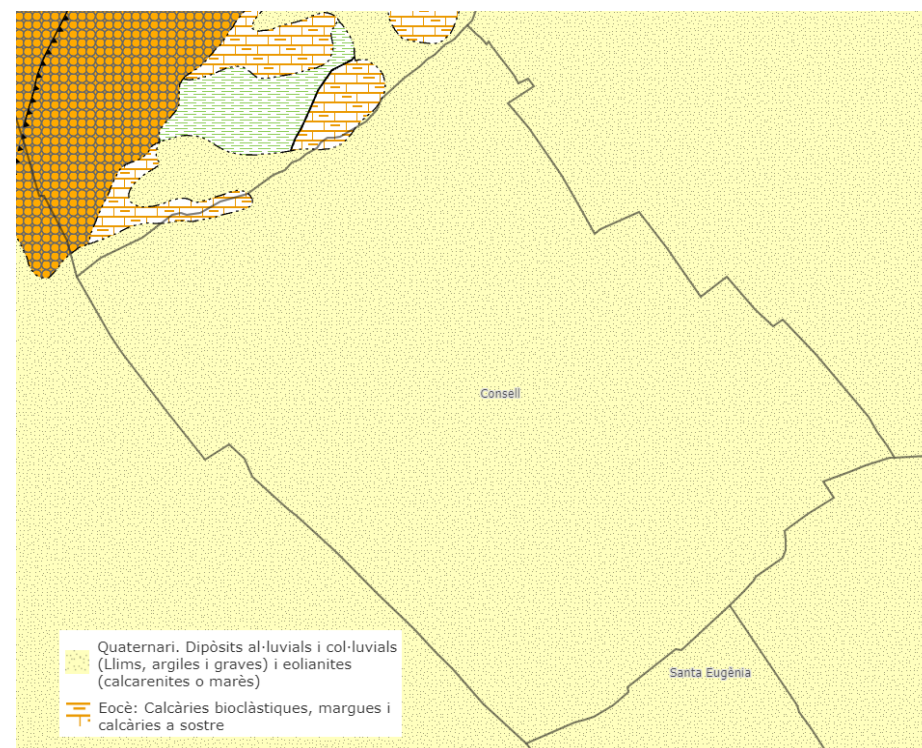 Consell
Santa Eugènia
Quaternari. Dipòsits al·luvials i col·luvials
(Llims, argiles i graves) i eolianites
(calcarenites o marès)
Eocè: Calcàries bioclàstiques, margues i
calcàries a sostre